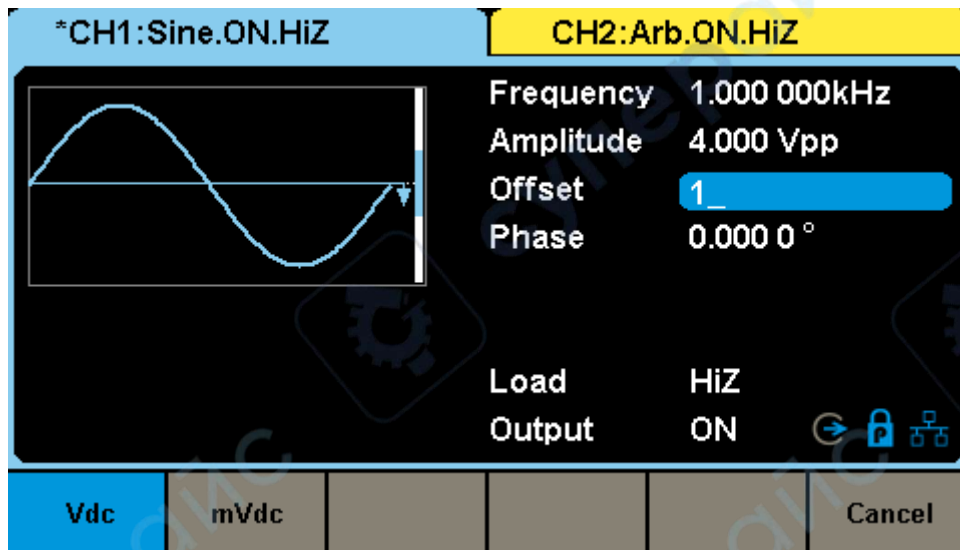 *CH1:Sine.ON.HiZ
CH2:Arb.ON.HiZ
Frequency 1.000 000kHz
Amplitude 4.000 Vpp
Offset 1_
Phase 0.000 0 °
Load HiZ
Output ON
Vdc mVdc Cancel